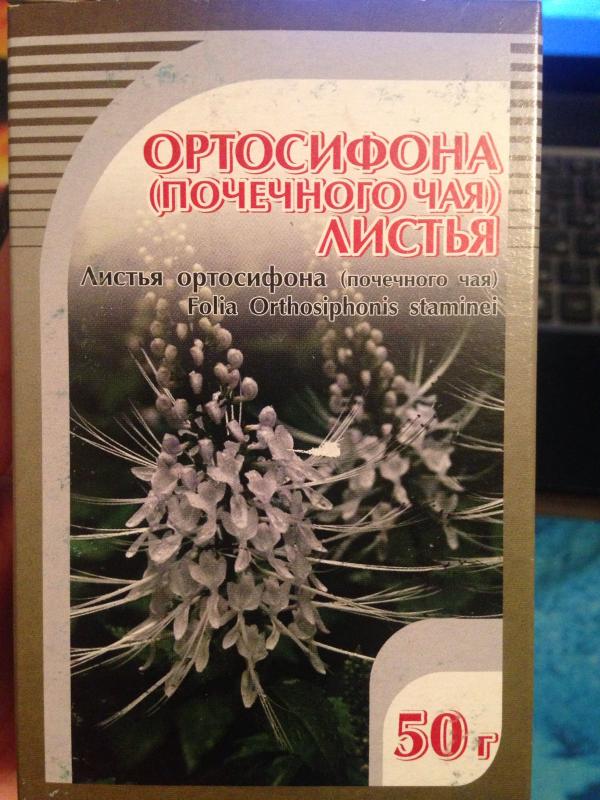 ОРТОСИФОНА
(ПОЧЕЧНОГО ЧАЯ)
ЛИСТЬЯ
Листья ортосифона (почечного чая)
Folia Orthosiphonis staminei
50 г